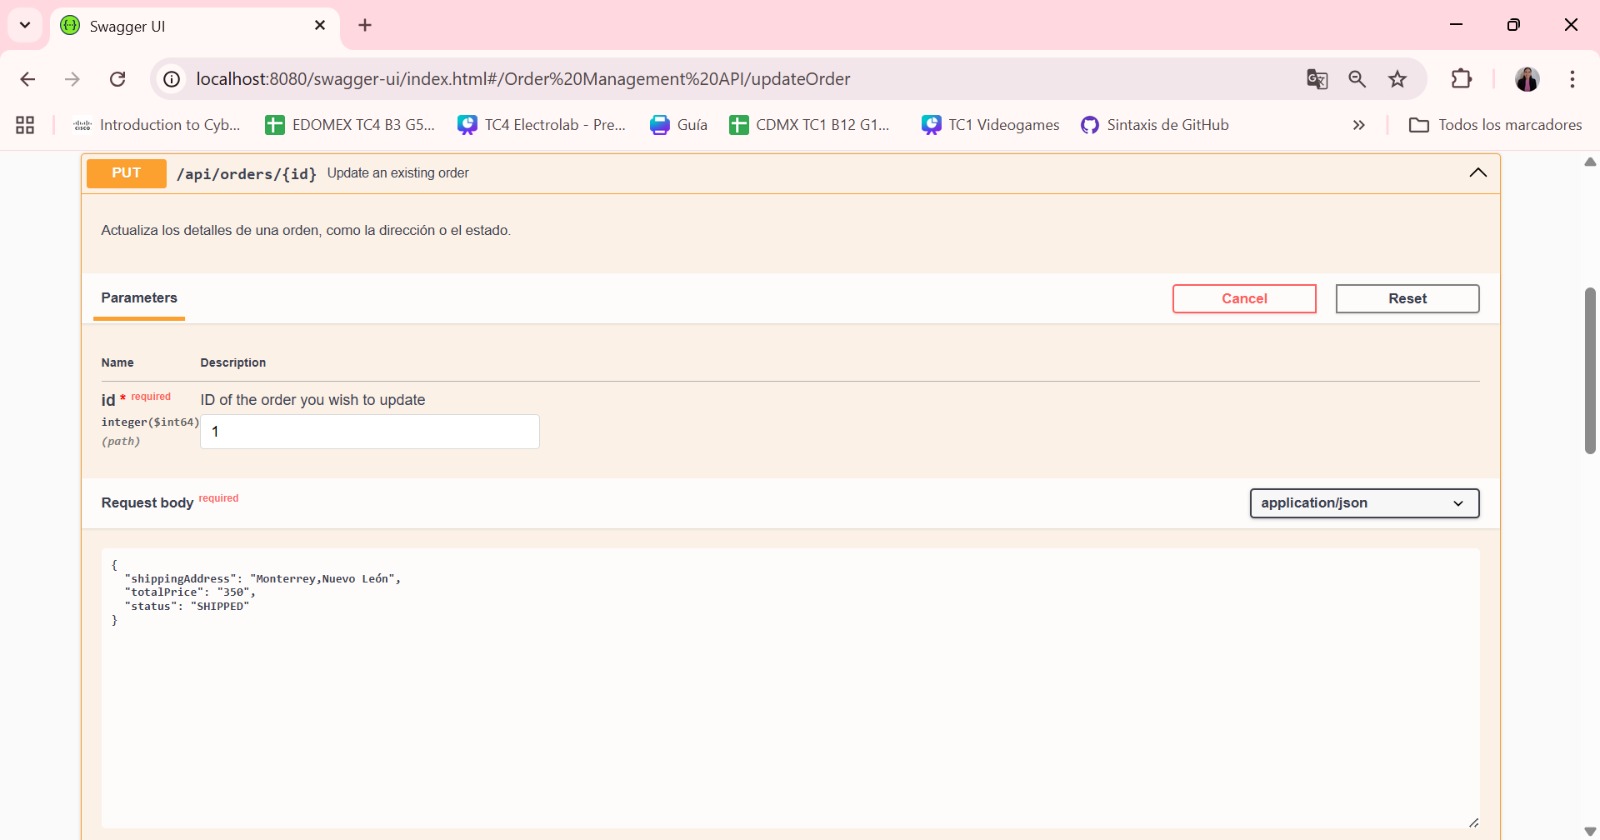 Swagger UI
localhost:8080/swagger-ui/index.html#/Order%20Management%20API/updateOrder
Introduction to Cyb... EDOMEX TC4 B3 G5... TC4 Electrolab - Pre... Guía CDMX TC1 B12 G1... TC1 Videogames Sintaxis de GitHub » Todos los marcadores
PUT /api/orders/{id} Update an existing order
Actualiza los detalles de una orden, como la dirección o el estado.
Parameters Cancel Reset
Name Description
id * required ID of the order you wish to update
integer($int64) 1
(path)
Request body required application/json
{
"shippingAddress": "Monterrey,Nuevo León",
"totalPrice": "350",
"status": "SHIPPED"
}